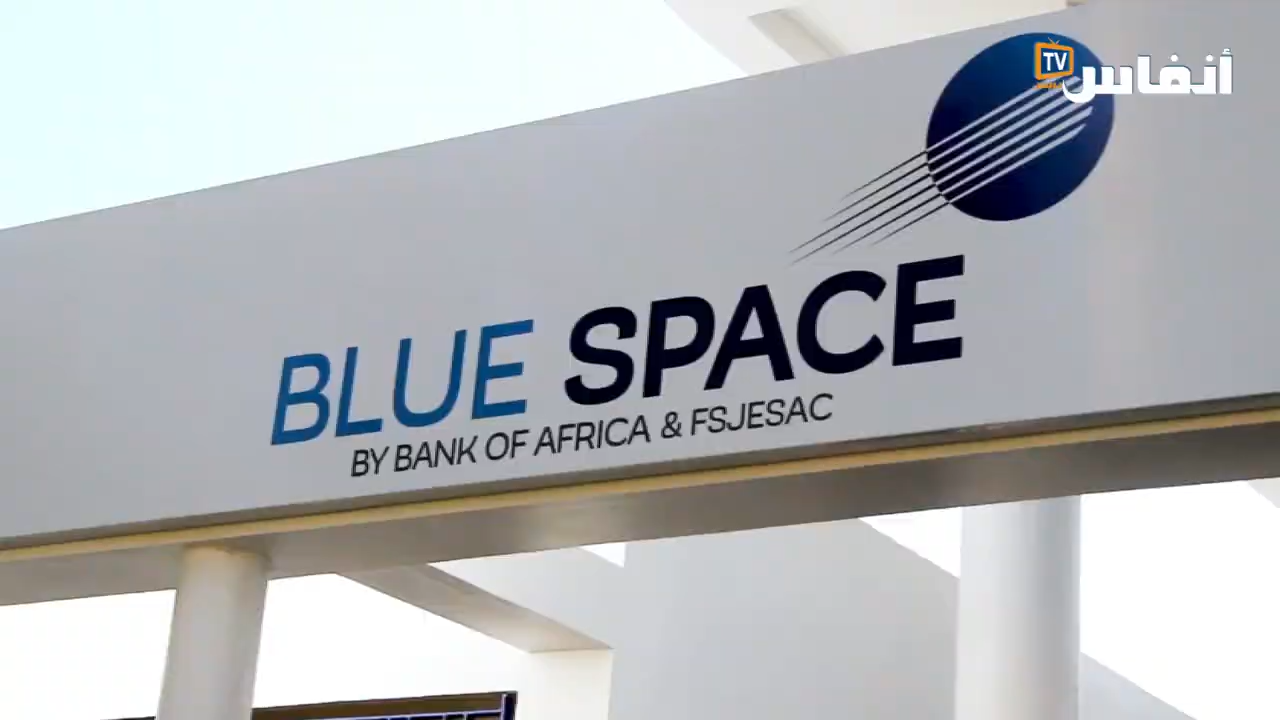 أنفاس TV
BLUE SPACE
BY BANK OF AFRICA & FSJESAC